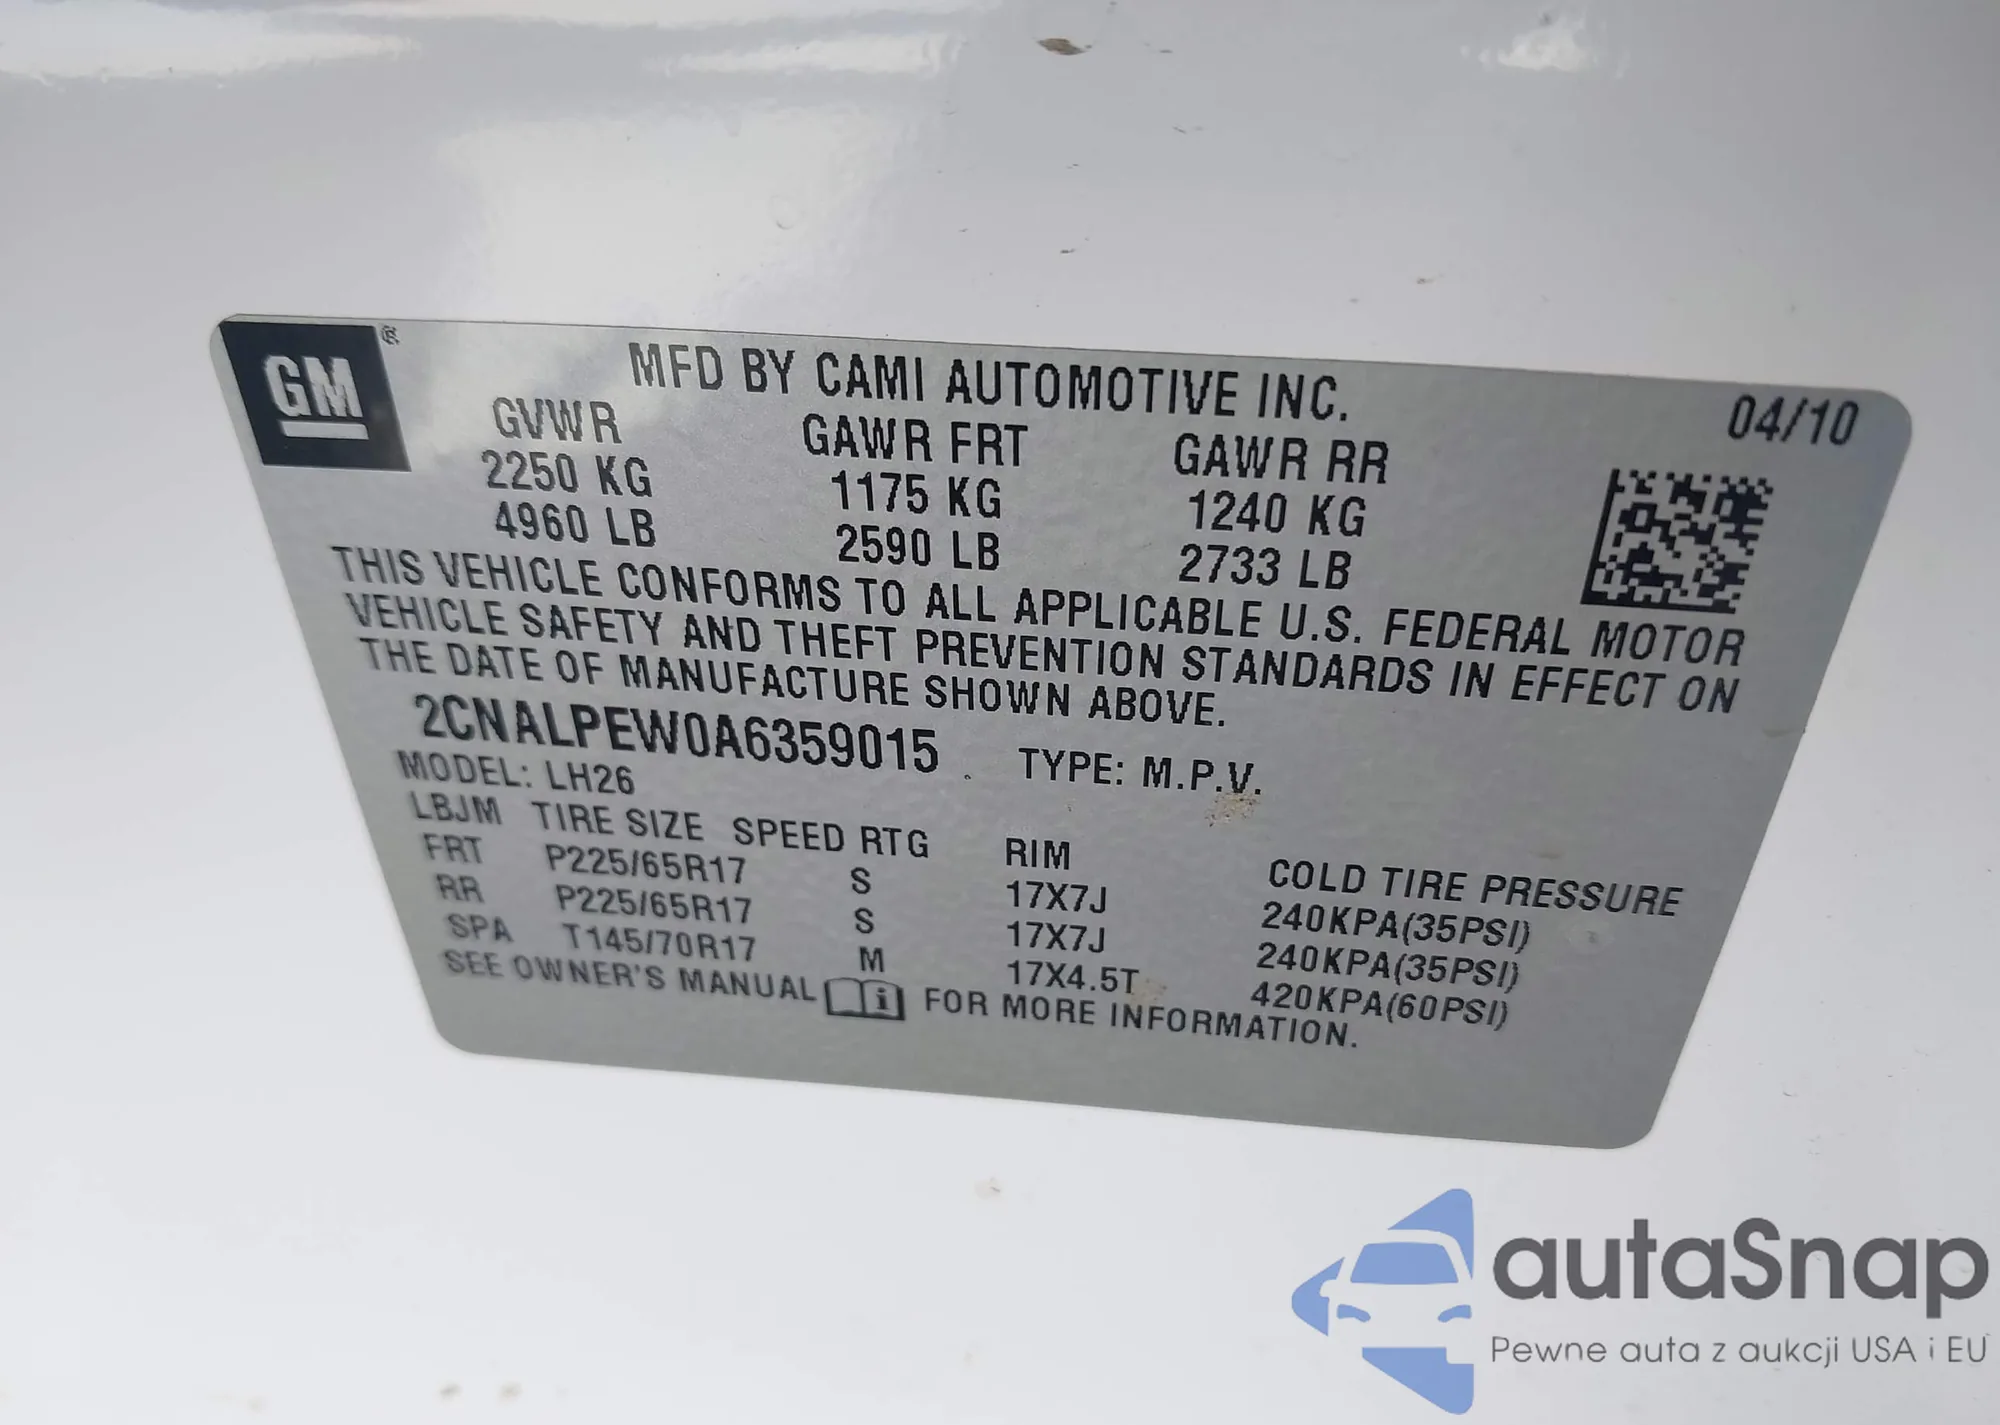 GM ®
MFD BY CAMI AUTOMOTIVE INC.
04/10
GVWR GAWR FRT GAWR RR
2250 KG 1175 KG 1240 KG
4960 LB 2590 LB 2733 LB
THIS VEHICLE CONFORMS TO ALL APPLICABLE U.S. FEDERAL MOTOR
VEHICLE SAFETY AND THEFT PREVENTION STANDARDS IN EFFECT ON
THE DATE OF MANUFACTURE SHOWN ABOVE.
2CNALPEW0A6359015 TYPE: M.P.V.
MODEL: LH26
LBJM TIRE SIZE SPEED RTG RIM COLD TIRE PRESSURE
FRT P225/65R17 S 17X7J 240KPA(35PSI)
RR P225/65R17 S 17X7J 240KPA(35PSI)
SPA T145/70R17 M 17X4.5T 420KPA(60PSI)
SEE OWNER'S MANUAL i FOR MORE INFORMATION.
autaSnap
Pewne auta z aukcji USA i EU